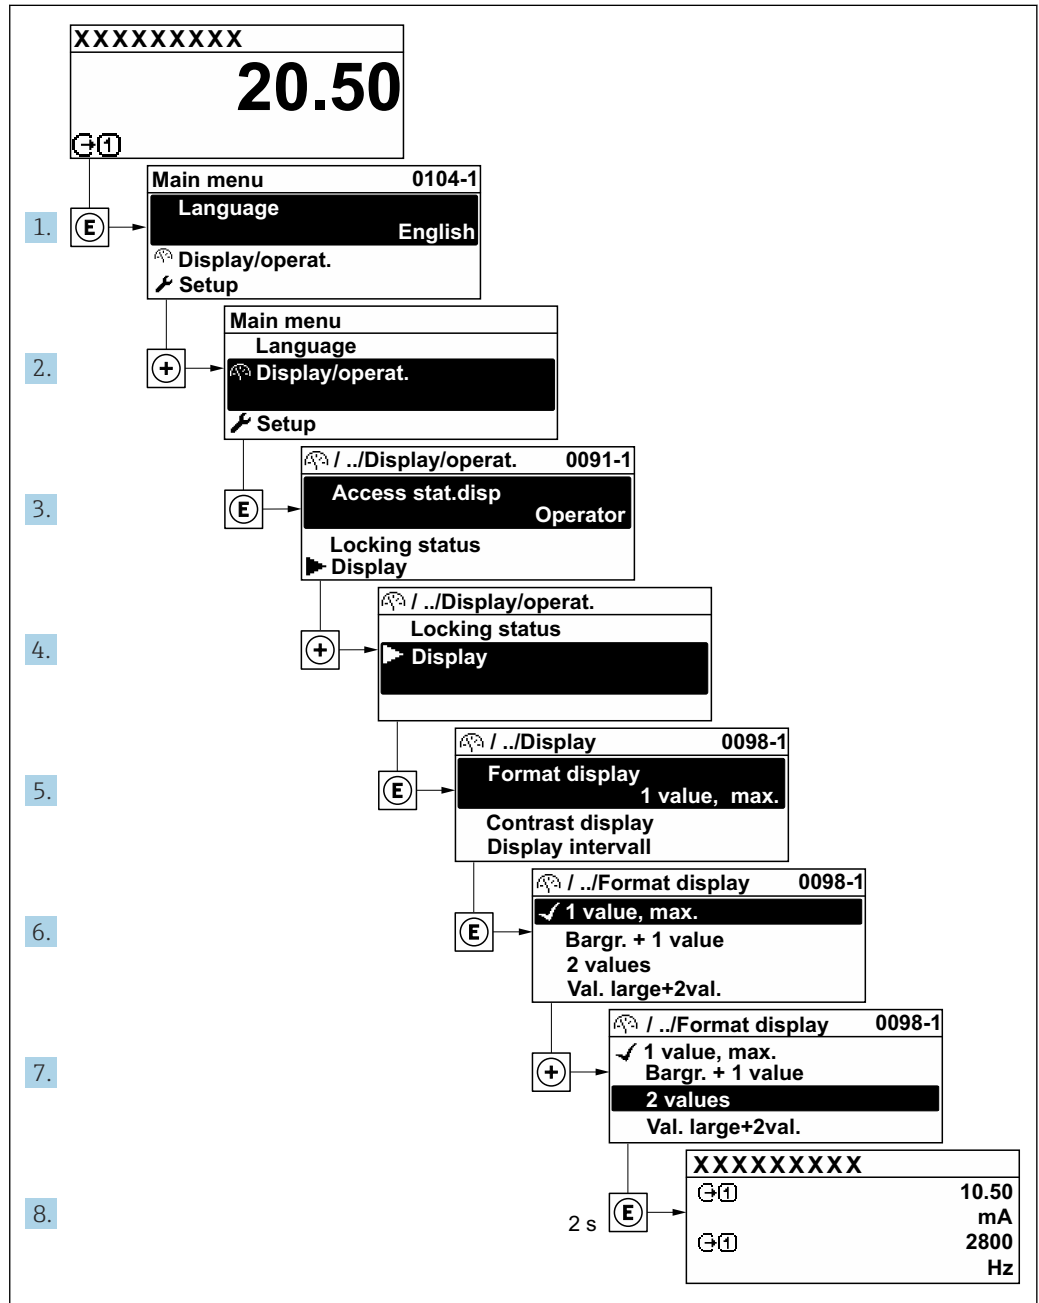 XXXXXXXXX
20.50
1
Main menu 0104-1
Language
1. E English
Display/operat.
Setup
Main menu
Language
2. + Display/operat.
Setup
/ ../Display/operat. 0091-1
Access stat.disp
3. E Operator
Locking status
Display
/ ../Display/operat.
Locking status
4. + Display
/ ../Display 0098-1
Format display
5. E 1 value, max.
Contrast display
Display intervall
/ ../Format display 0098-1
1 value, max.
6. E Bargr. + 1 value
2 values
Val. large+2val.
/ ../Format display 0098-1
1 value, max.
7. + Bargr. + 1 value
2 values
Val. large+2val.
XXXXXXXXX
1 10.50
8. 2 s E mA
1 2800
Hz